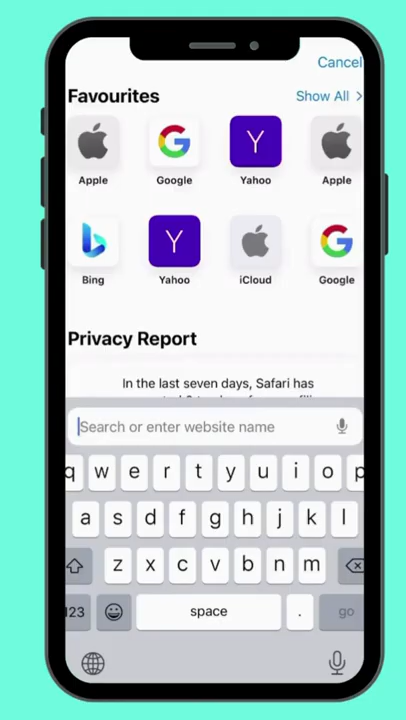 Cancel
Favourites
Show All >
Apple
Google
Y
Yahoo
Apple
Bing
Y
Yahoo
iCloud
Google
Privacy Report
In the last seven days, Safari has
Search or enter website name
q w e r t y u i o p
a s d f g h j k l
z x c v b n m
123
space
.
go